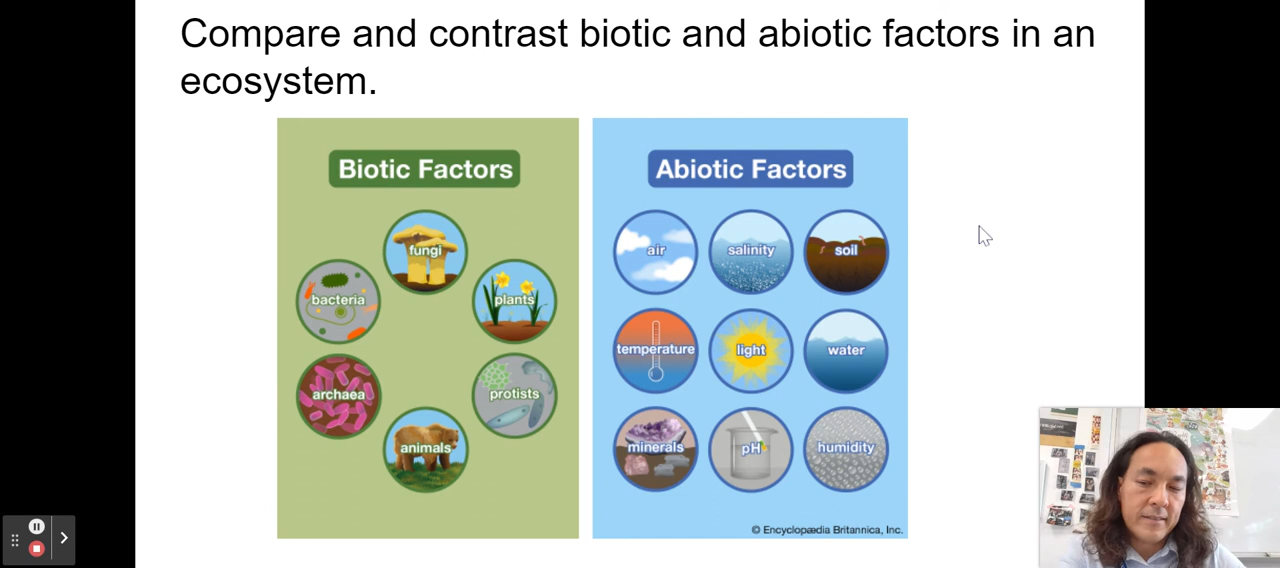 Compare and contrast biotic and abiotic factors in an
ecosystem.
Biotic Factors
fungi
bacteria
plants
archaea
protists
animals
Abiotic Factors
air
salinity
soil
temperature
light
water
minerals
pH
humidity
© Encyclopædia Britannica, Inc.